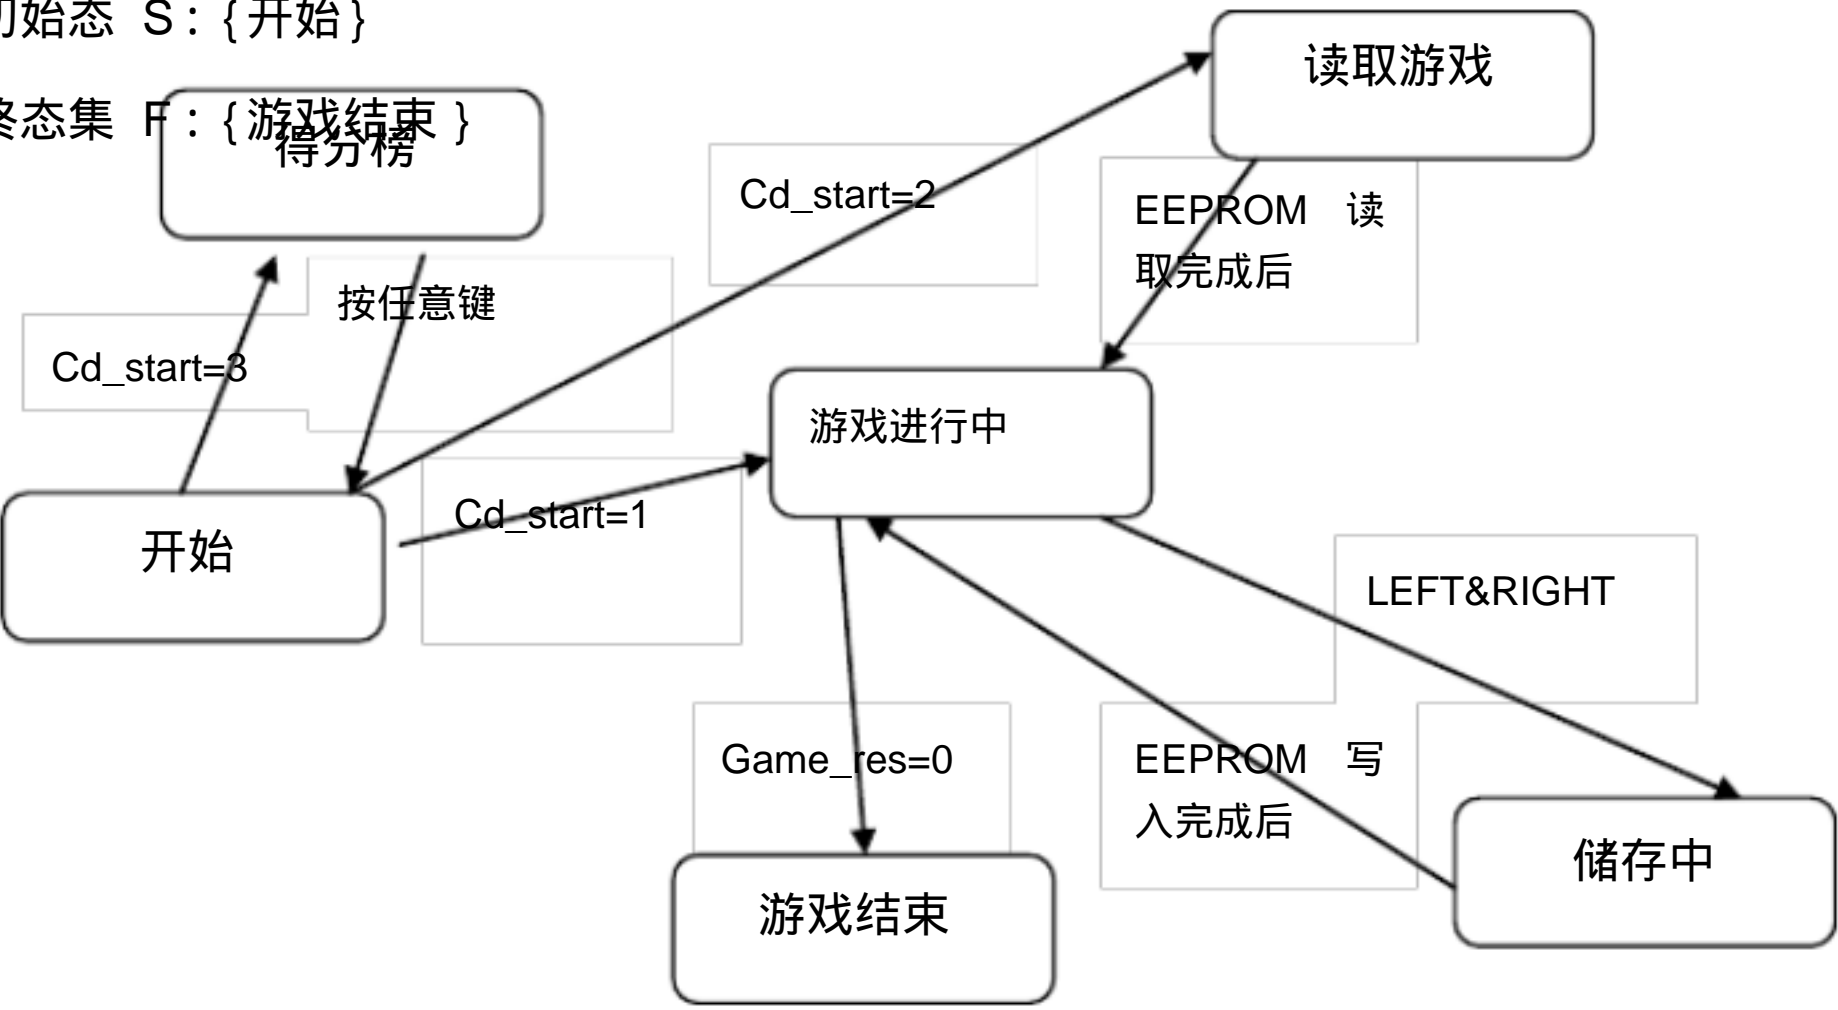 始态 S：{开始}
读取游戏
态集 F：{游戏结束}
得分榜
Cd_start=2
EEPROM 读
取完成后
按任意键
Cd_start=3
游戏进行中
Cd_start=1
开始
LEFT&RIGHT
Game_res=0
EEPROM 写
入完成后
储存中
游戏结束